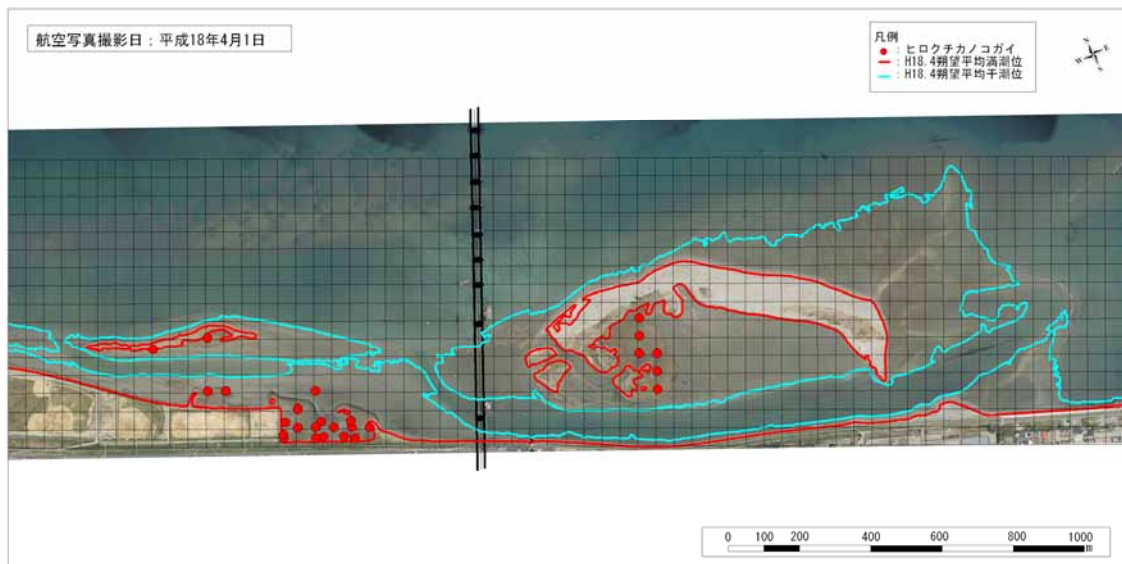 航空写真撮影日：平成18年4月1日
凡例
：ヒロクチカノコガイ
：H18.4朔望平均満潮位
：H18.4朔望平均干潮位
N
W E
S
0 100 200 400 600 800 1000
m